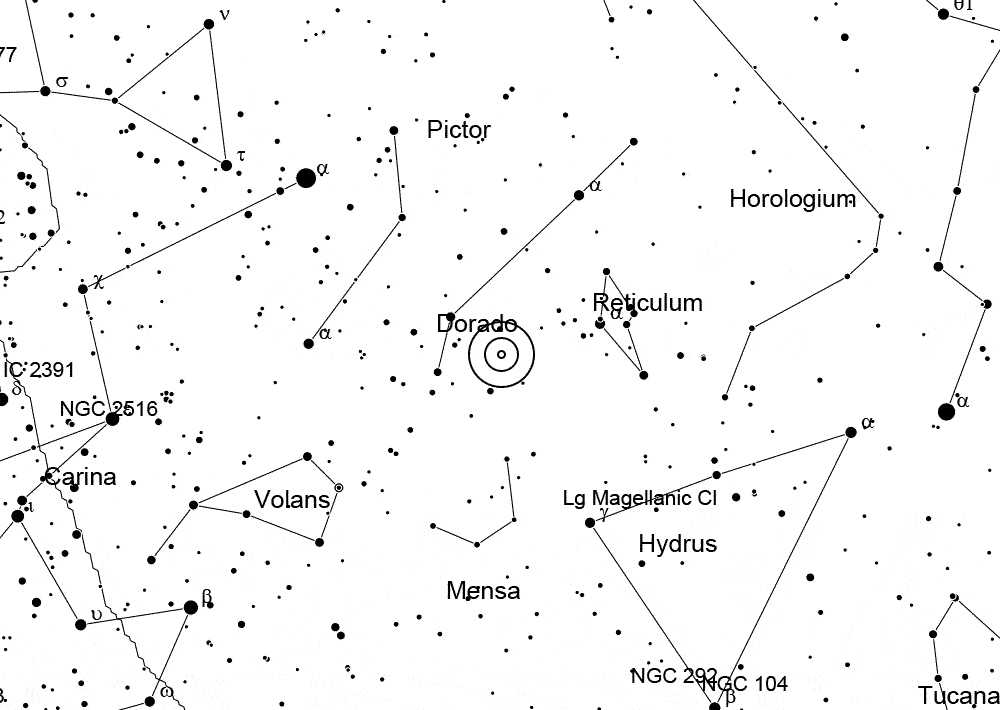 θ1
ν
77
σ
Pictor
τ
α
α
Horologium
2
χ
Reticulum
α
Dorado
α
IC 2391
δ
NGC 2516
α
α
Carina
Volans
Lg Magellanic Cl
γ
ι
Hydrus
Mensa
β
υ
NGC 292
NGC 104
ω
β
Tucana